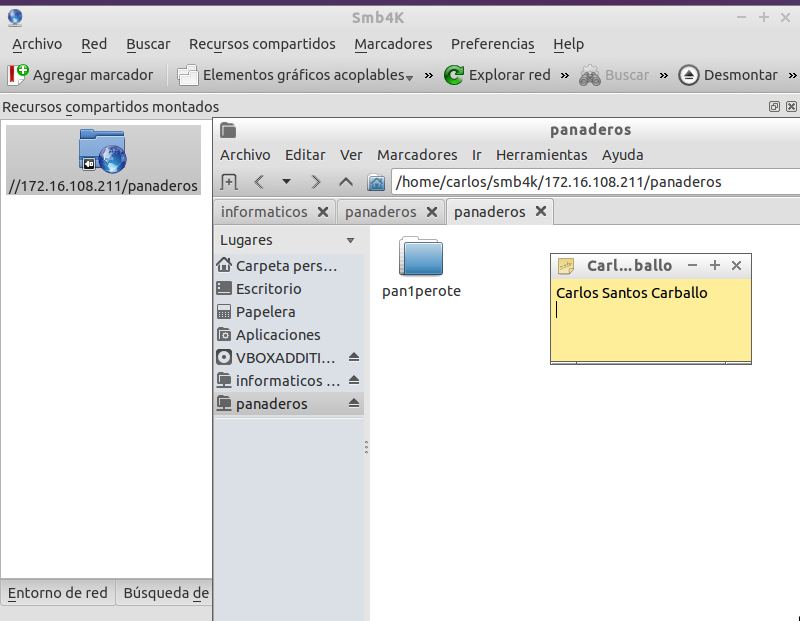 Smb4K
Archivo Red Buscar Recursos compartidos Marcadores Preferencias Help
Agregar marcador Elementos gráficos acoplables » Explorar red » Buscar » Desmontar »
Recursos compartidos montados
//172.16.108.211/panaderos
panaderos
Archivo Editar Ver Marcadores Ir Herramientas Ayuda
/home/carlos/smb4k/172.16.108.211/panaderos
informaticos panaderos panaderos
Lugares
Carpeta pers...
Escritorio
Papelera
Aplicaciones
VBOXADDITI...
informaticos ...
panaderos
pan1perote
Carl...ballo
Carlos Santos Carballo
Entorno de red Búsqueda de